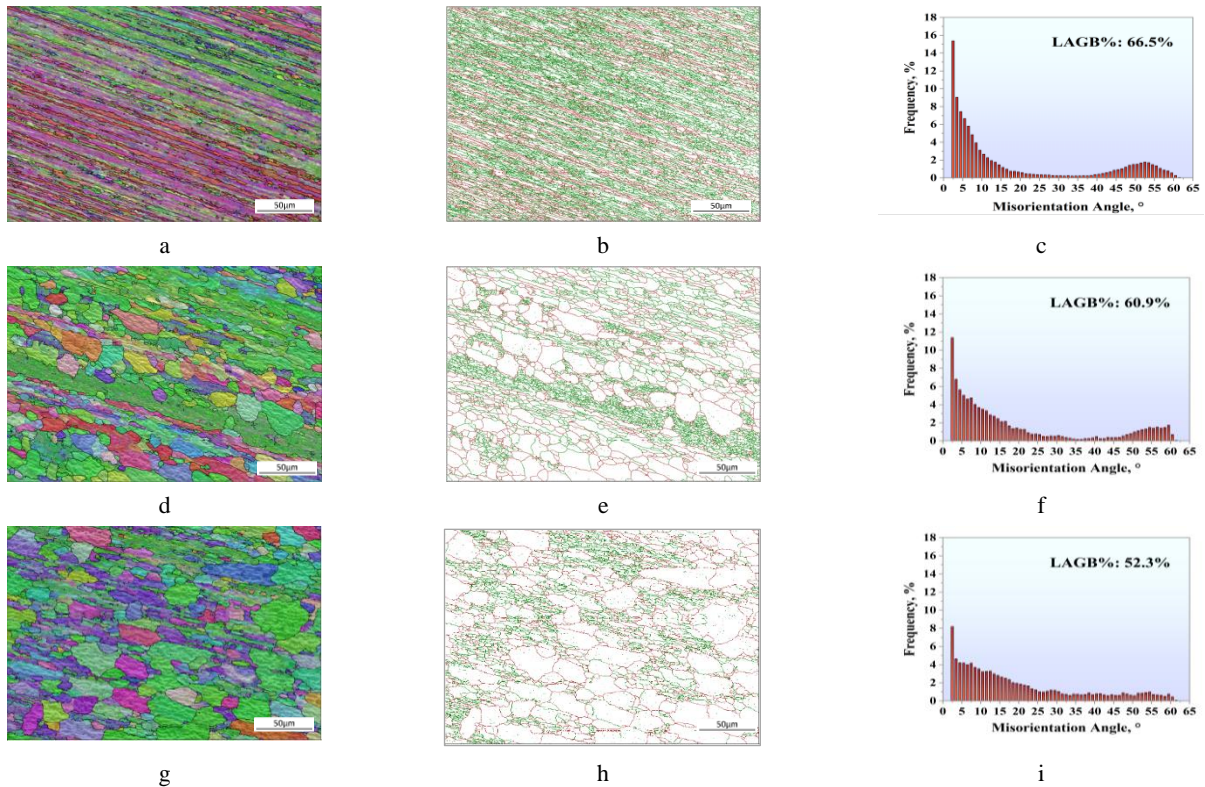 50µm
50µm
18
16
14
12
10
8
6
4
2
0
LAGB%: 66.5%
Frequency, %
0 5 10 15 20 25 30 35 40 45 50 55 60 65
Misorientation Angle, °
a
b
c
50µm
50µm
18
16
14
12
10
8
6
4
2
0
LAGB%: 60.9%
Frequency, %
0 5 10 15 20 25 30 35 40 45 50 55 60 65
Misorientation Angle, °
d
e
f
50µm
50µm
18
16
14
12
10
8
6
4
2
0
LAGB%: 52.3%
Frequency, %
0 5 10 15 20 25 30 35 40 45 50 55 60 65
Misorientation Angle, °
g
h
i